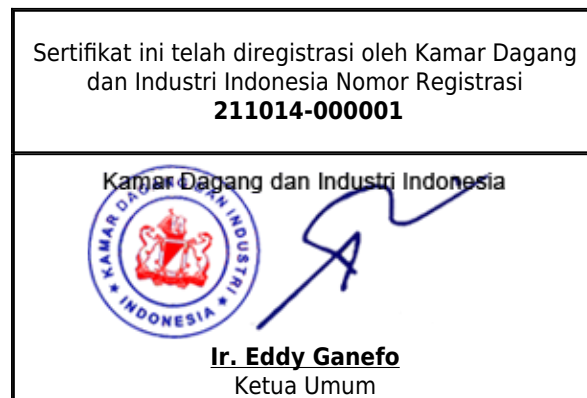 Sertifikat ini telah diregistrasi oleh Kamar Dagang
dan Industri Indonesia Nomor Registrasi
211014-000001
Kamar Dagang dan Industri Indonesia
KAMAR DAGANG DAN INDUSTRI
INDONESIA
Ir. Eddy Ganefo
Ketua Umum